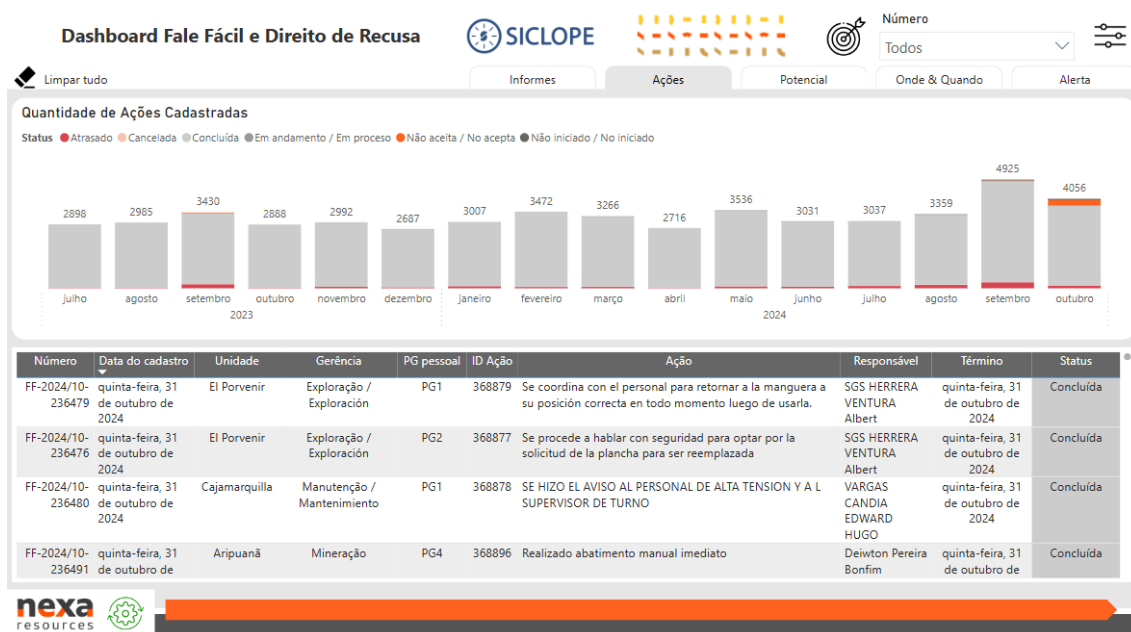 Dashboard Fale Fácil e Direito de Recusa
SICLOPE
Número
Todos
Limpar tudo
Informes
Ações
Potencial
Onde & Quando
Alerta
Quantidade de Ações Cadastradas
Status Atrasado Cancelada Concluída Em andamento / Em proceso Não aceita / No acepta Não iniciado / No iniciado
2898 2985 3430 2888 2992 2687 3007 3472 3266 2716 3536 3031 3037 3359 4925 4056
julho agosto setembro outubro novembro dezembro janeiro fevereiro março abril maio junho julho agosto setembro outubro
2023 2024
Número Data do cadastro Unidade Gerência PG pessoal ID Ação Ação Responsável Término Status
FF-2024/10- quinta-feira, 31 El Porvenir Exploração / PG1 368879 Se coordina con el personal para retornar a la manguera a SGS HERRERA quinta-feira, 31 Concluída
236479 de outubro de Exploración su posición correcta en todo momento luego de usarla. VENTURA de outubro de
2024 Albert 2024
FF-2024/10- quinta-feira, 31 El Porvenir Exploração / PG2 368877 Se procede a hablar con seguridad para optar por la SGS HERRERA quinta-feira, 31 Concluída
236476 de outubro de Exploración solicitud de la plancha para ser reemplazada VENTURA de outubro de
2024 Albert 2024
FF-2024/10- quinta-feira, 31 Cajamarquilla Manutenção / PG1 368878 SE HIZO EL AVISO AL PERSONAL DE ALTA TENSION Y A L VARGAS quinta-feira, 31 Concluída
236480 de outubro de Mantenimiento SUPERVISOR DE TURNO CANDIA de outubro de
2024 EDWARD 2024
HUGO
FF-2024/10- quinta-feira, 31 Aripuanã Mineração PG4 368896 Realizado abatimento manual imediato Deiwton Pereira quinta-feira, 31 Concluída
236491 de outubro de Bonfim de outubro de
nexa
resources